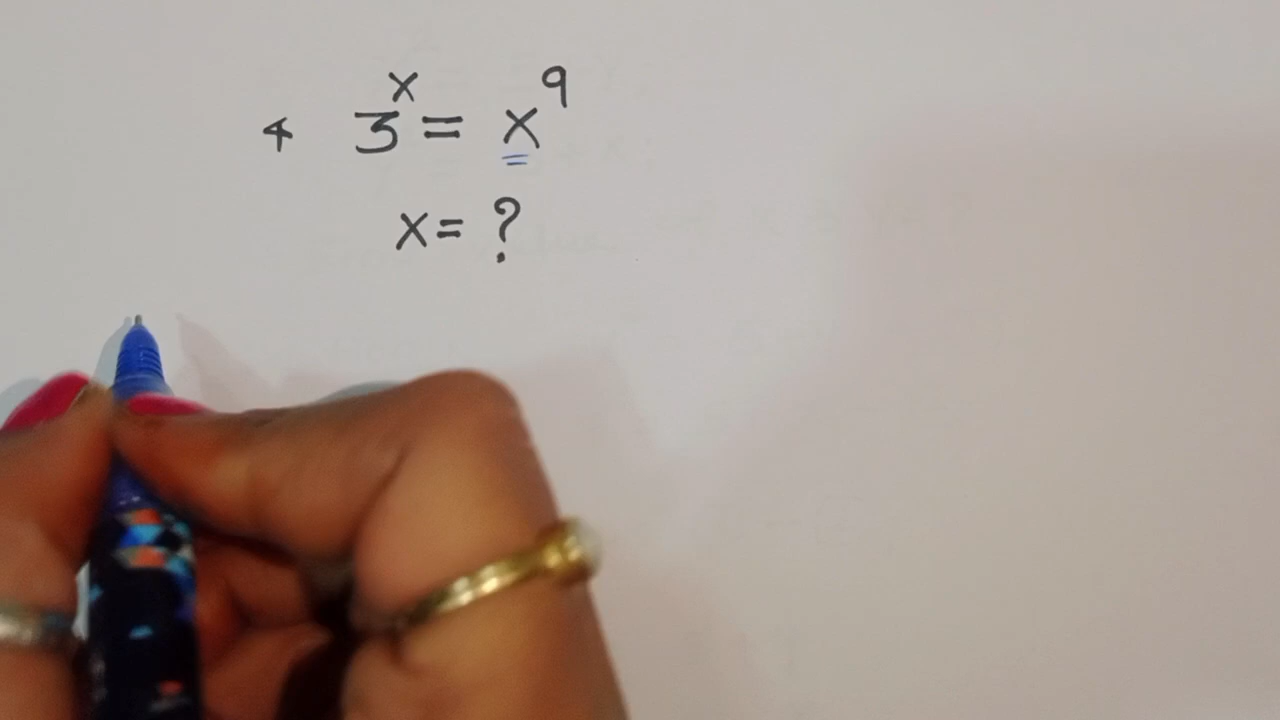 4 3^x = x^9
x = ?